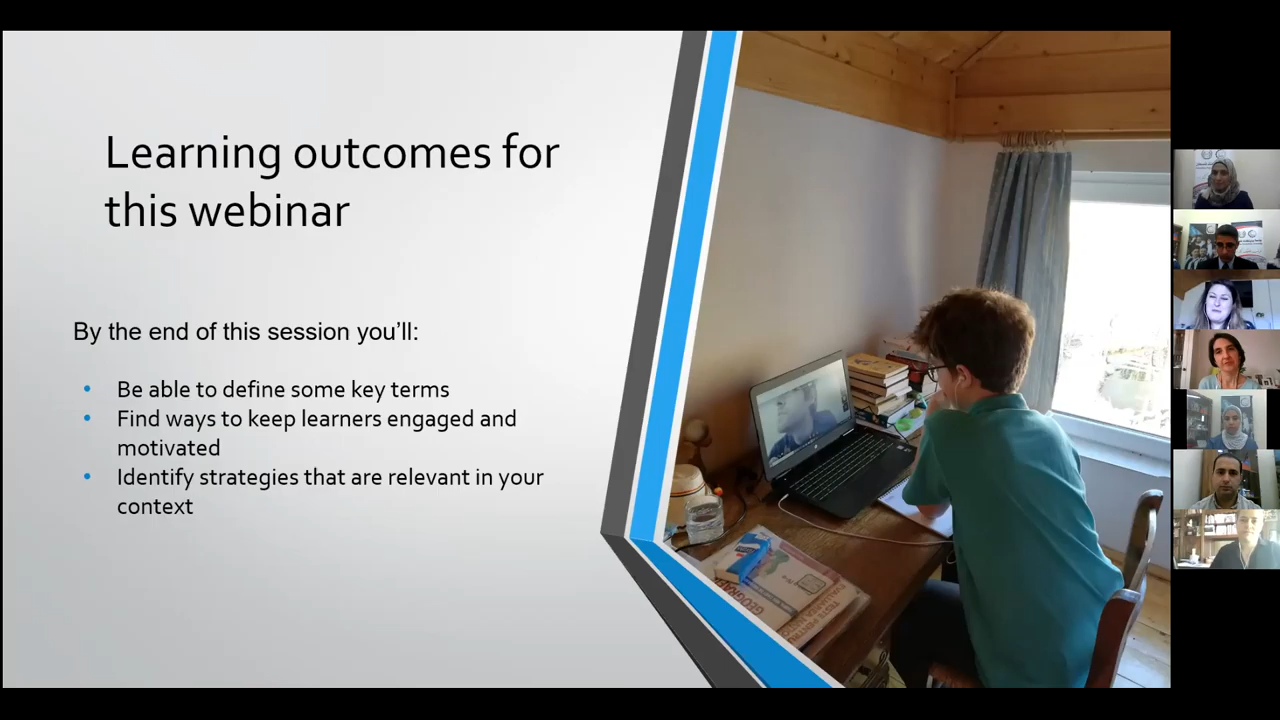 Learning outcomes for
this webinar
By the end of this session you’ll:
• Be able to define some key terms
• Find ways to keep learners engaged and
motivated
• Identify strategies that are relevant in your
context